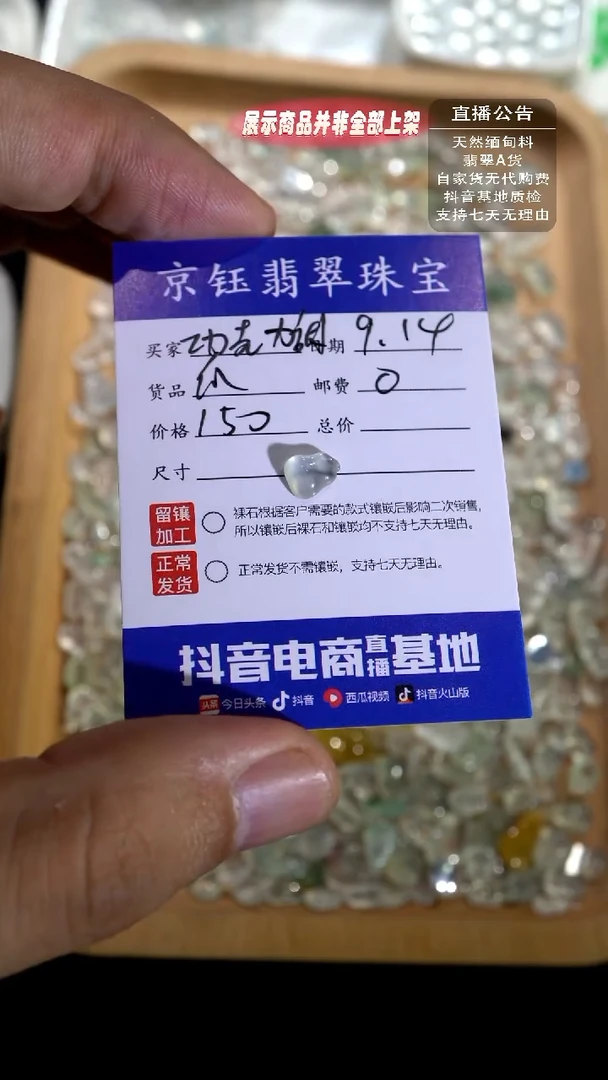 展示商品并非全部上架
直播公告
天然缅甸料
翡翠A货
自家货无代购费
抖音基地质检
支持七天无理由
京钰翡翠珠宝
买家 期 9.14
货品 邮费 0
价格 150 总价
尺寸
留镶加工 裸石根据客户需要的款式镶嵌后影响二次销售,
所以镶嵌后裸石和镶嵌均不支持七天无理由。
正常发货 正常发货不需镶嵌，支持七天无理由。
抖音电商直播基地
头条 今日头条 抖音 西瓜视频 抖音火山版